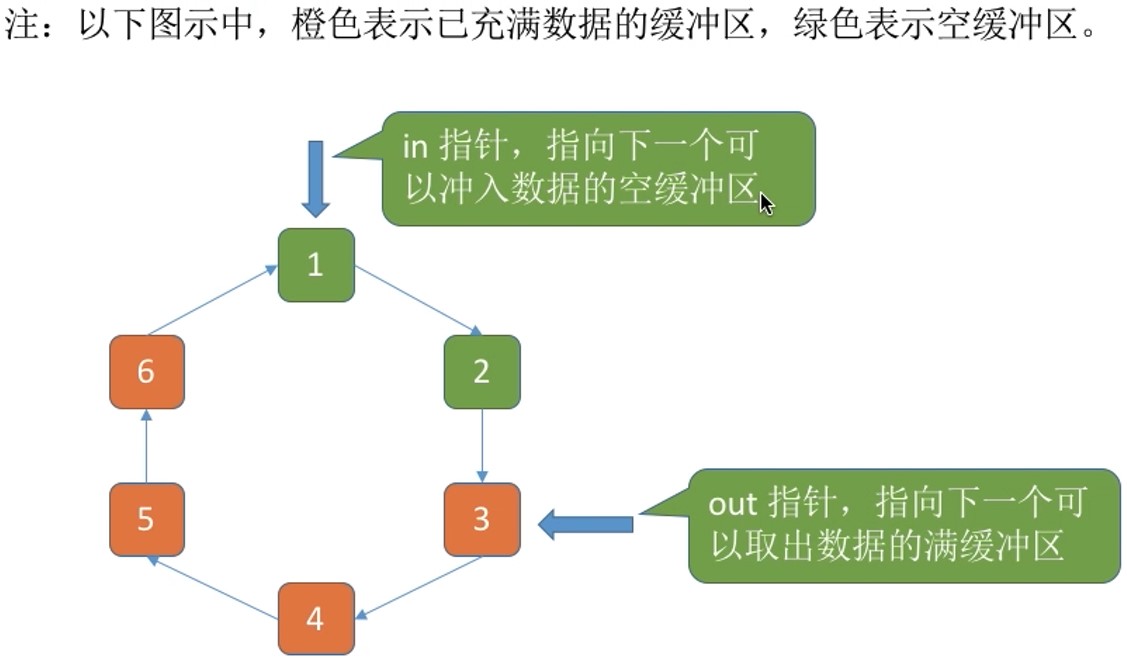 注：以下图示中，橙色表示已充满数据的缓冲区，绿色表示空缓冲区。
in 指针，指向下一个可
以冲入数据的空缓冲区
1
6
2
5
3
out 指针，指向下一个可
以取出数据的满缓冲区
4